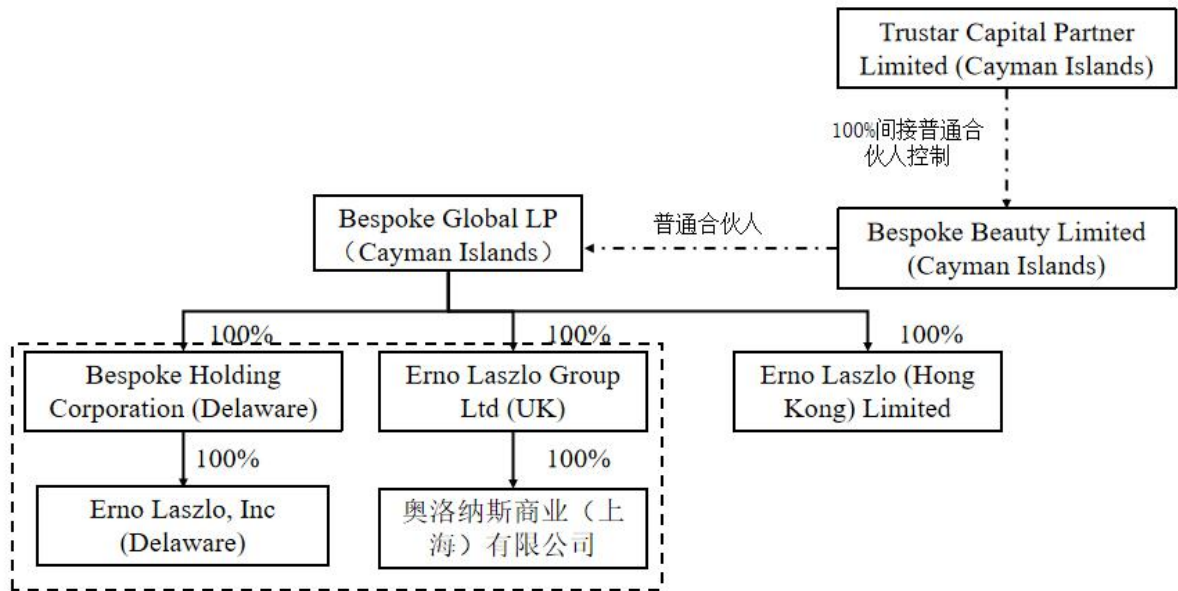 Trustar Capital Partner
Limited (Cayman Islands)
100%间接普通合
伙人控制
Bespoke Global LP
（Cayman Islands）
普通合伙人
Bespoke Beauty Limited
(Cayman Islands)
100%
100%
100%
Bespoke Holding
Corporation (Delaware)
Erno Laszlo Group
Ltd (UK)
Erno Laszlo (Hong
Kong) Limited
100%
100%
Erno Laszlo, Inc
(Delaware)
奥洛纳斯商业（上
海）有限公司